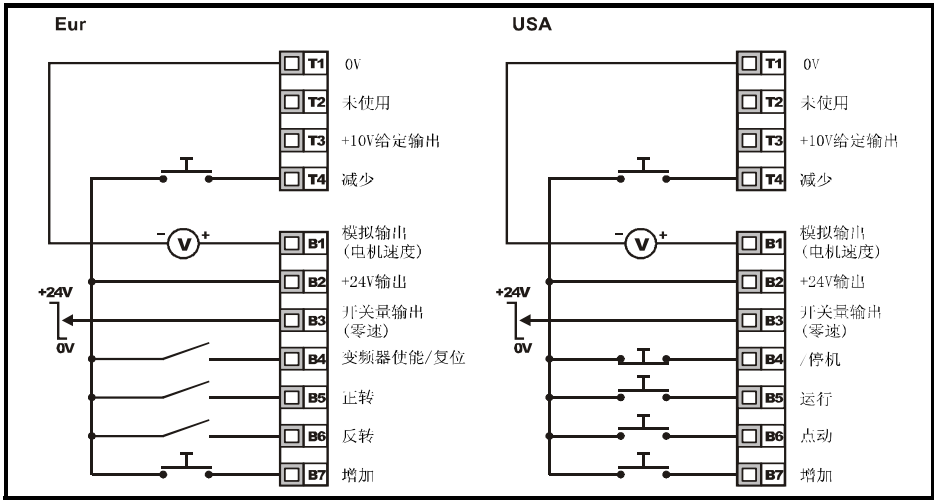 Eur
T1 0V
T2 未使用
T3 +10V给定输出
T4 减少
- V +
B1 模拟输出
(电机速度)
B2 +24V输出
+24V
B3 开关量输出
(零速)
0V
B4 变频器使能/复位
B5 正转
B6 反转
B7 增加
USA
T1 0V
T2 未使用
T3 +10V给定输出
T4 减少
- V +
B1 模拟输出
(电机速度)
B2 +24V输出
+24V
B3 开关量输出
(零速)
0V
B4 /停机
B5 运行
B6 点动
B7 增加